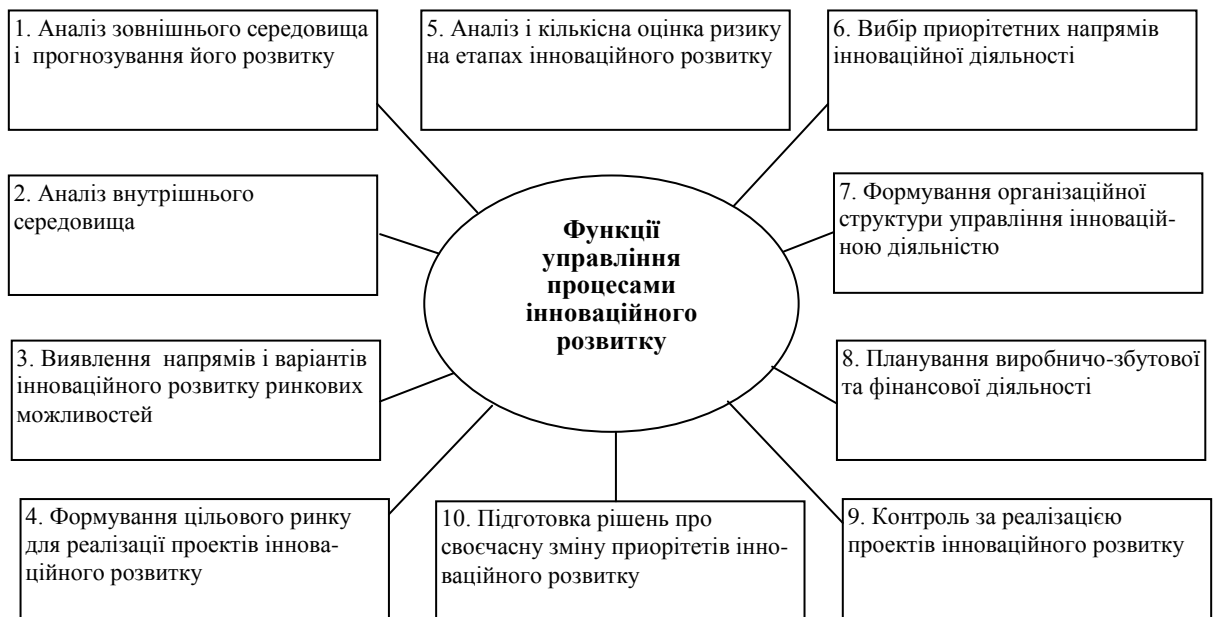 1. Аналіз зовнішнього середовища
і прогнозування його розвитку
5. Аналіз і кількісна оцінка ризику
на етапах інноваційного розвитку
6. Вибір приорітетних напрямів
інноваційної діяльності
2. Аналіз внутрішнього
середовища
Функції
управління
процесами
інноваційного
розвитку
7. Формування організаційної
структури управління інновацій-
ною діяльністю
3. Виявлення напрямів і варіантів
інноваційного розвитку ринкових
можливостей
8. Планування виробничо-збутової
та фінансової діяльності
4. Формування цільового ринку
для реалізації проектів іннова-
ційного розвитку
10. Підготовка рішень про
своєчасну зміну приорітетів інно-
ваційного розвитку
9. Контроль за реалізацією
проектів інноваційного розвитку